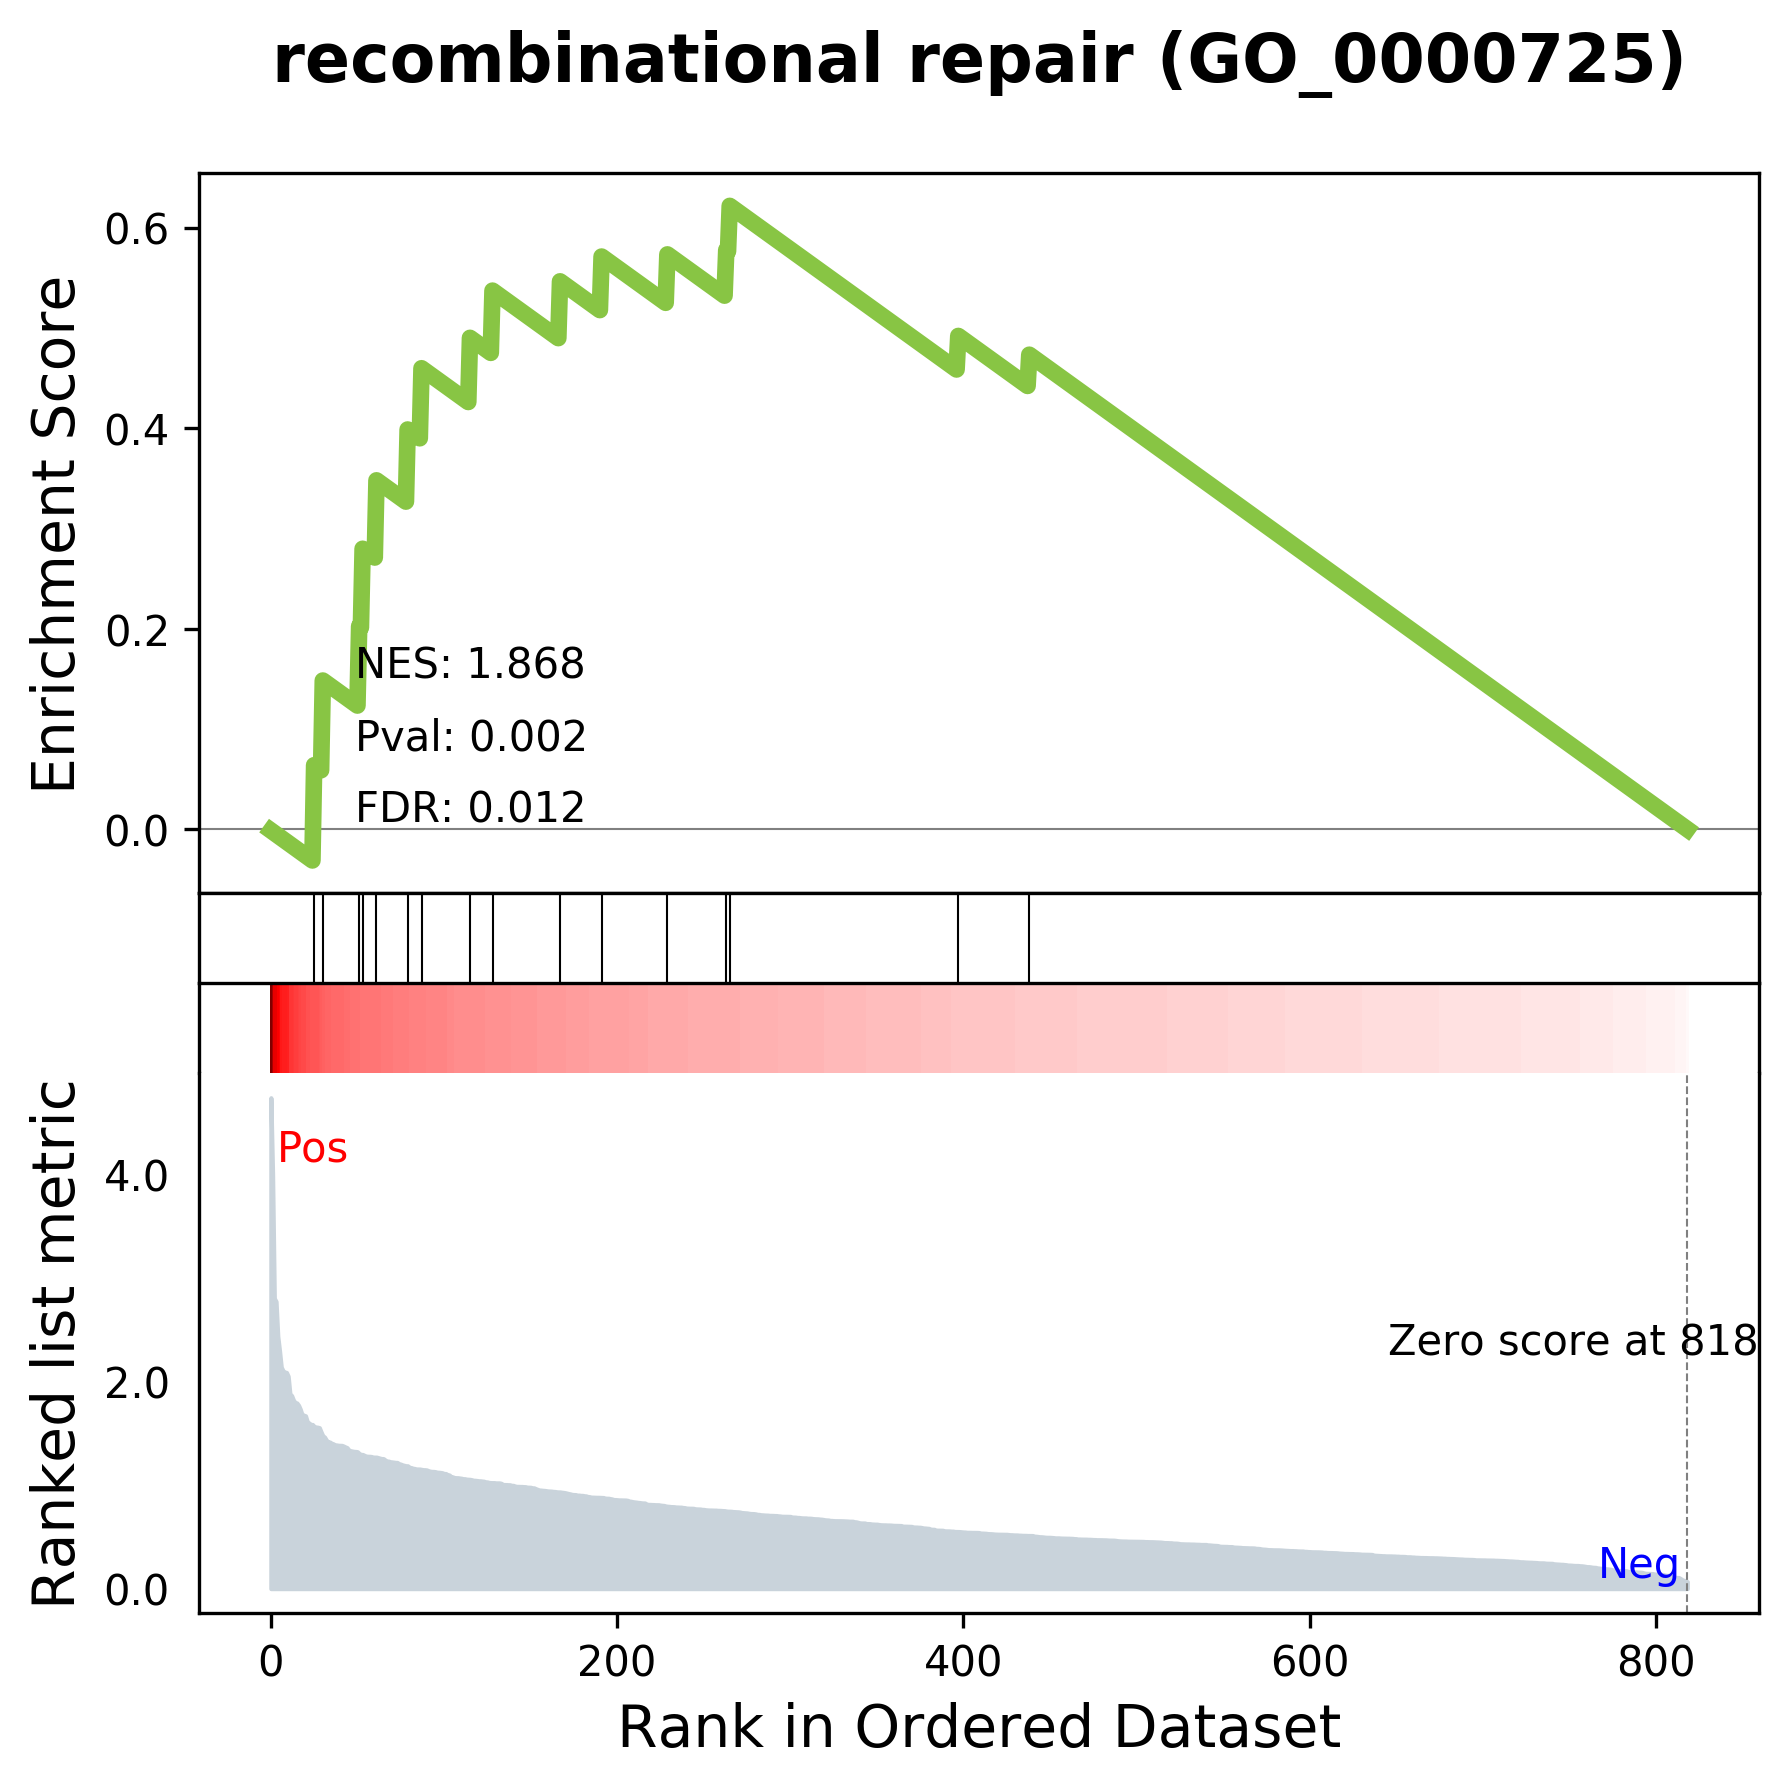 recombinational repair (GO_0000725)
Enrichment Score
0.6
0.4
0.2
0.0
NES: 1.868
Pval: 0.002
FDR: 0.012
Ranked list metric
4.0
2.0
0.0
Pos
Zero score at 818
Neg
0 200 400 600 800
Rank in Ordered Dataset